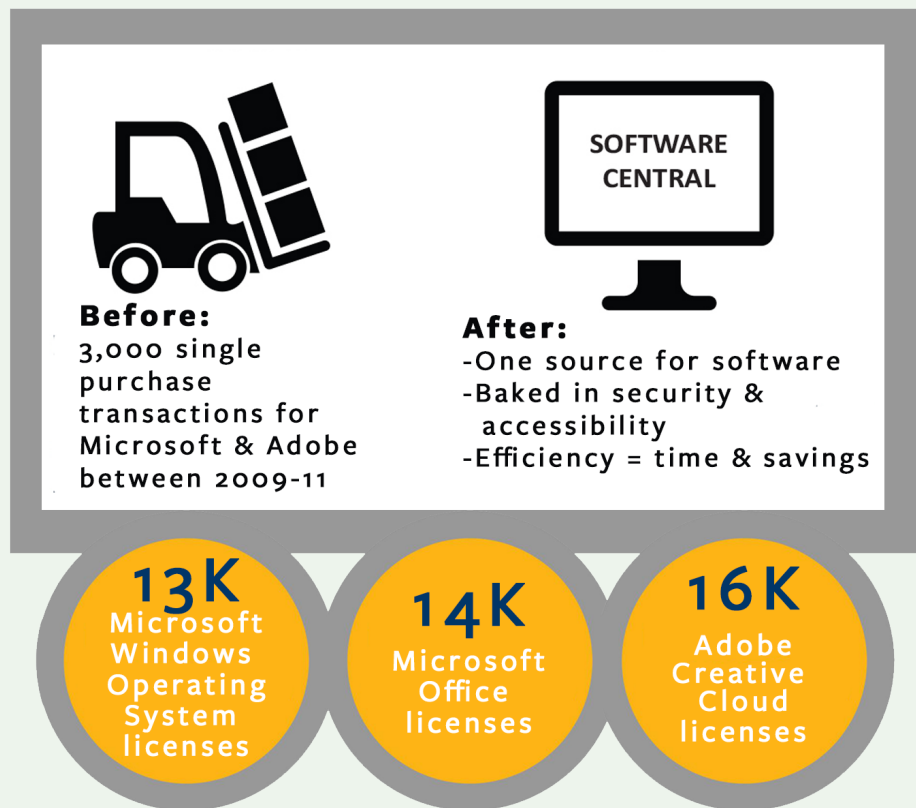 SOFTWARE
CENTRAL
Before:
3,000 single
purchase
transactions for
Microsoft & Adobe
between 2009-11
After:
-One source for software
-Baked in security &
accessibility
-Efficiency = time & savings
13K
Microsoft
Windows
Operating
System
licenses
14K
Microsoft
Office
licenses
16K
Adobe
Creative
Cloud
licenses